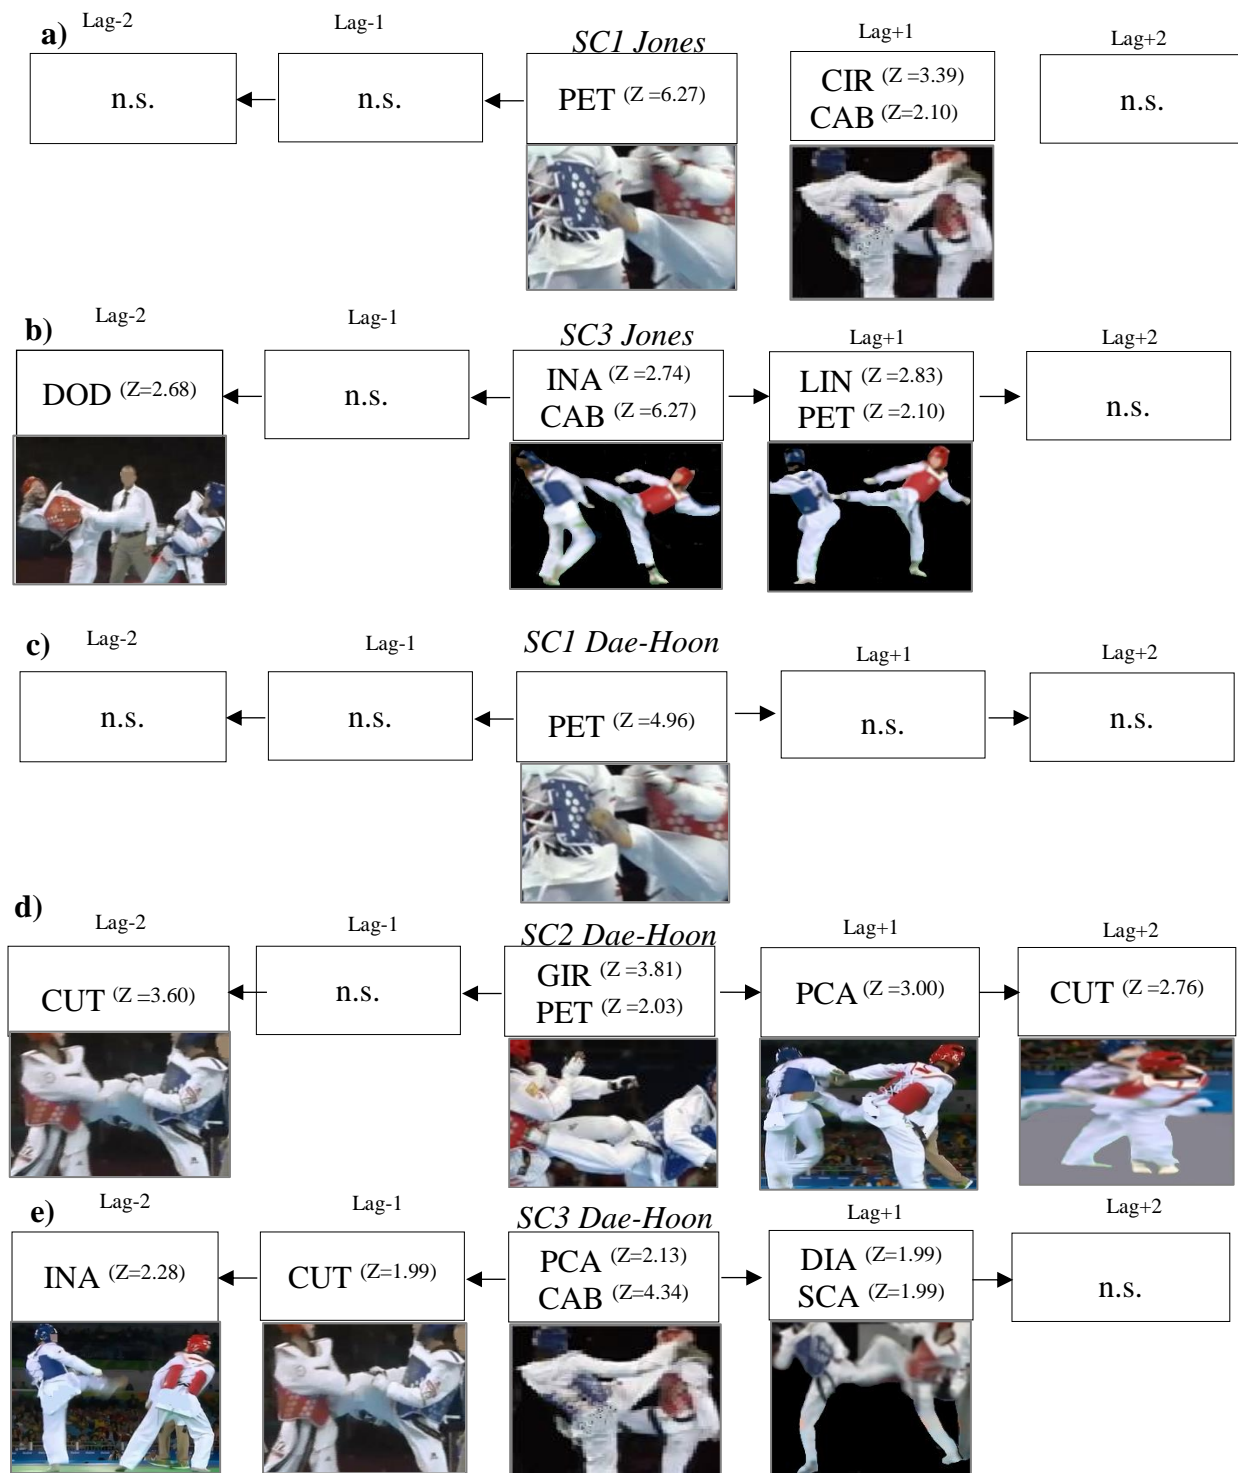 a)
Lag-2
Lag-1
SC1 Jones
Lag+1
Lag+2
n.s.
n.s.
PET (Z =6.27)
CIR (Z =3.39)
CAB (Z=2.10)
n.s.
b)
Lag-2
Lag-1
SC3 Jones
Lag+1
Lag+2
DOD (Z=2.68)
n.s.
INA (Z =2.74)
CAB (Z =6.27)
LIN (Z =2.83)
PET (Z =2.10)
n.s.
c)
Lag-2
Lag-1
SC1 Dae-Hoon
Lag+1
Lag+2
n.s.
n.s.
PET (Z =4.96)
n.s.
n.s.
d)
Lag-2
Lag-1
SC2 Dae-Hoon
Lag+1
Lag+2
CUT (Z =3.60)
n.s.
GIR (Z =3.81)
PET (Z =2.03)
PCA (Z =3.00)
CUT (Z =2.76)
e)
Lag-2
Lag-1
SC3 Dae-Hoon
Lag+1
Lag+2
INA (Z=2.28)
CUT (Z=1.99)
PCA (Z=2.13)
CAB (Z=4.34)
DIA (Z=1.99)
SCA (Z=1.99)
n.s.